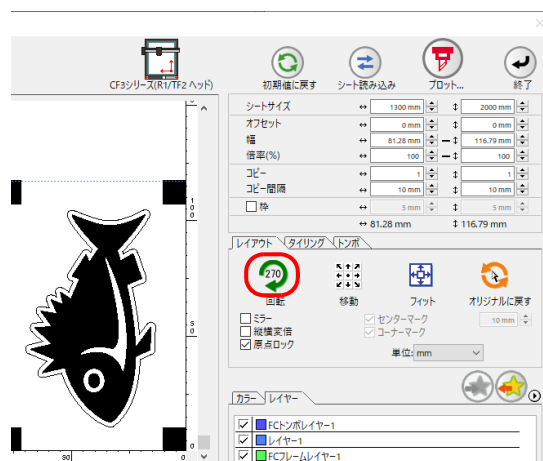 CF3シリーズ(R1/TF2 ヘッド)
初期値に戻す
シート読み込み
プロット...
終了
シートサイズ 1300 mm 2000 mm
オフセット 0 mm 0 mm
幅 81.28 mm 116.79 mm
倍率(%) 100 100
コピー 1 1
コピー間隔 10 mm 10 mm
枠 5 mm 5 mm
81.28 mm 116.79 mm
レイアウト タイリング トンボ
270
回転 移動 フィット オリジナルに戻す
ミラー センターマーク 10 mm
縦横変倍 コーナーマーク
原点ロック
単位: mm
カラー レイヤー
FCトンボレイヤー1
レイヤー1
FCフレームレイヤー1
100
50
0
50 0